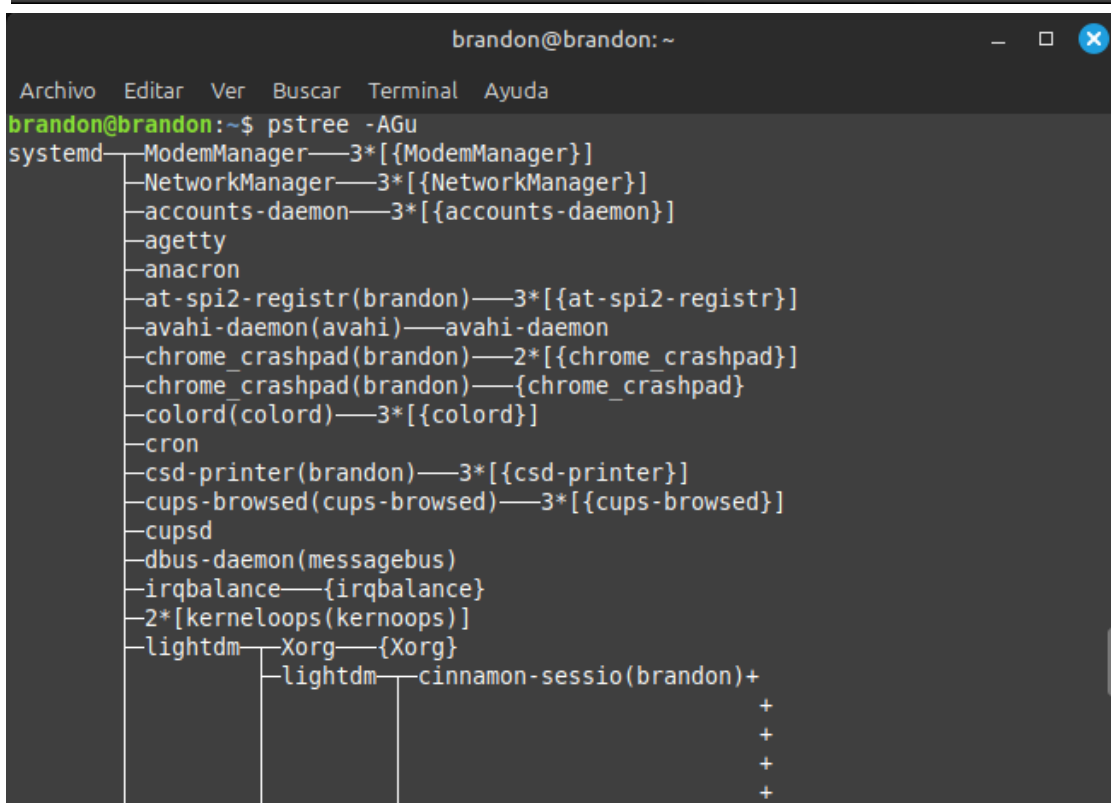 brandon@brandon: ~
Archivo Editar Ver Buscar Terminal Ayuda
brandon@brandon:~$ pstree -AGu
systemd─┬─ModemManager───3*[{ModemManager}]
        ├─NetworkManager───3*[{NetworkManager}]
        ├─accounts-daemon───3*[{accounts-daemon}]
        ├─agetty
        ├─anacron
        ├─at-spi2-registr(brandon)───3*[{at-spi2-registr}]
        ├─avahi-daemon(avahi)───avahi-daemon
        ├─chrome_crashpad(brandon)───2*[{chrome_crashpad}]
        ├─chrome_crashpad(brandon)───{chrome_crashpad}
        ├─colord(colord)───3*[{colord}]
        ├─cron
        ├─csd-printer(brandon)───3*[{csd-printer}]
        ├─cups-browsed(cups-browsed)───3*[{cups-browsed}]
        ├─cupsd
        ├─dbus-daemon(messagebus)
        ├─irqbalance───{irqbalance}
        ├─2*[kerneloops(kernoops)]
        ├─lightdm─┬─Xorg───{Xorg}
        │         ├─lightdm─┬─cinnamon-sessio(brandon)+
        │         │         │                          +
        │         │         │                          +
        │         │         │                          +
        │         │         │                          +